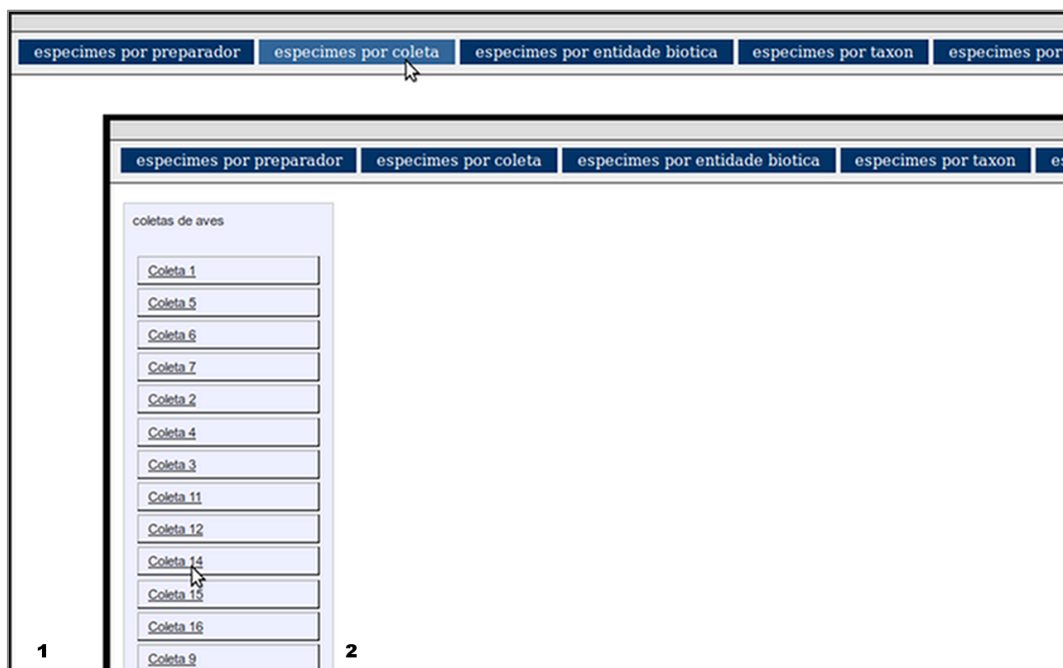 especimes por preparador especimes por coleta especimes por entidade biotica especimes por taxon especimes por
especimes por preparador especimes por coleta especimes por entidade biotica especimes por taxon
coletas de aves
Coleta 1
Coleta 5
Coleta 6
Coleta 7
Coleta 2
Coleta 4
Coleta 3
Coleta 11
Coleta 12
Coleta 14
Coleta 15
Coleta 16
Coleta 9
1 2